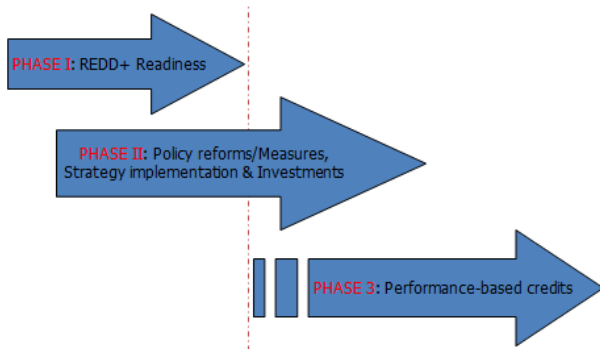 PHASE I: REDD+ Readiness
PHASE II: Policy reforms/Measures,
Strategy implementation & Investments
PHASE 3: Performance-based credits